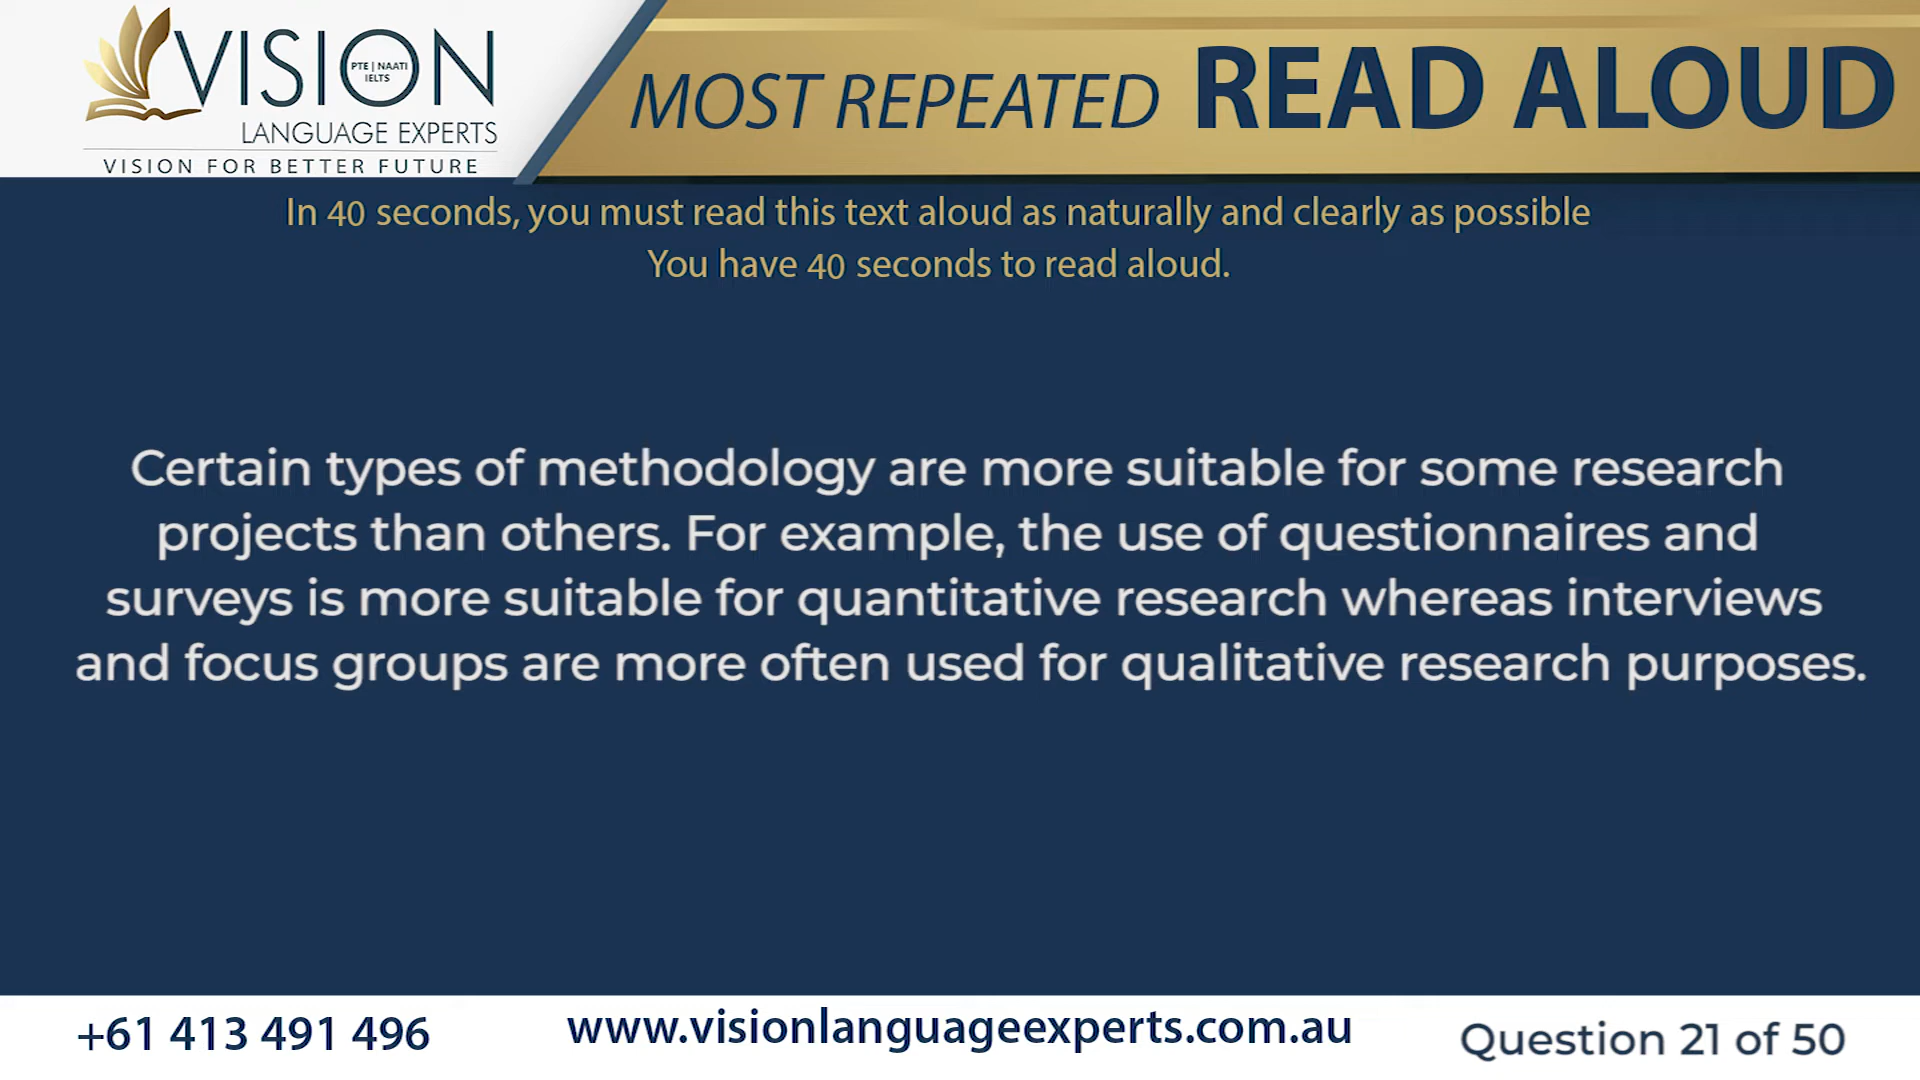 VISION
PTE | NAATI
IELTS
LANGUAGE EXPERTS
VISION FOR BETTER FUTURE
MOST REPEATED READ ALOUD
In 40 seconds, you must read this text aloud as naturally and clearly as possible
You have 40 seconds to read aloud.
Certain types of methodology are more suitable for some research
projects than others. For example, the use of questionnaires and
surveys is more suitable for quantitative research whereas interviews
and focus groups are more often used for qualitative research purposes.
+61 413 491 496
www.visionlanguageexperts.com.au
Question 21 of 50